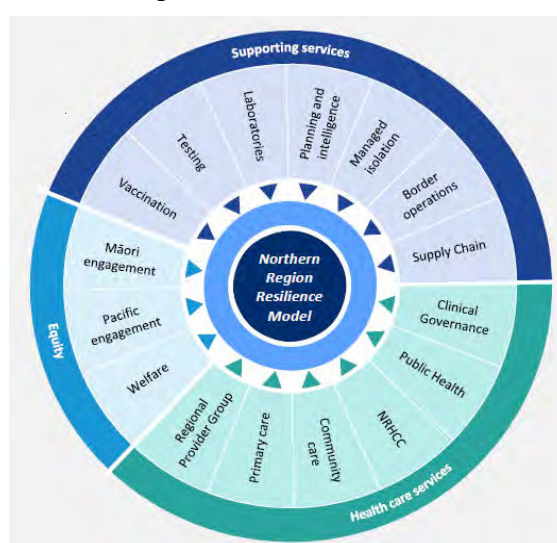 Supporting services
Vaccination
Testing
Laboratories
Planning and
intelligence
Managed
isolation
Border
operations
Supply Chain
Māori
engagement
Pacific
engagement
Welfare
Equity
Northern
Region
Resilience
Model
Clinical
Governance
Public Health
NRHCC
Community
care
Primary care
Regional
Provider Group
Health care services